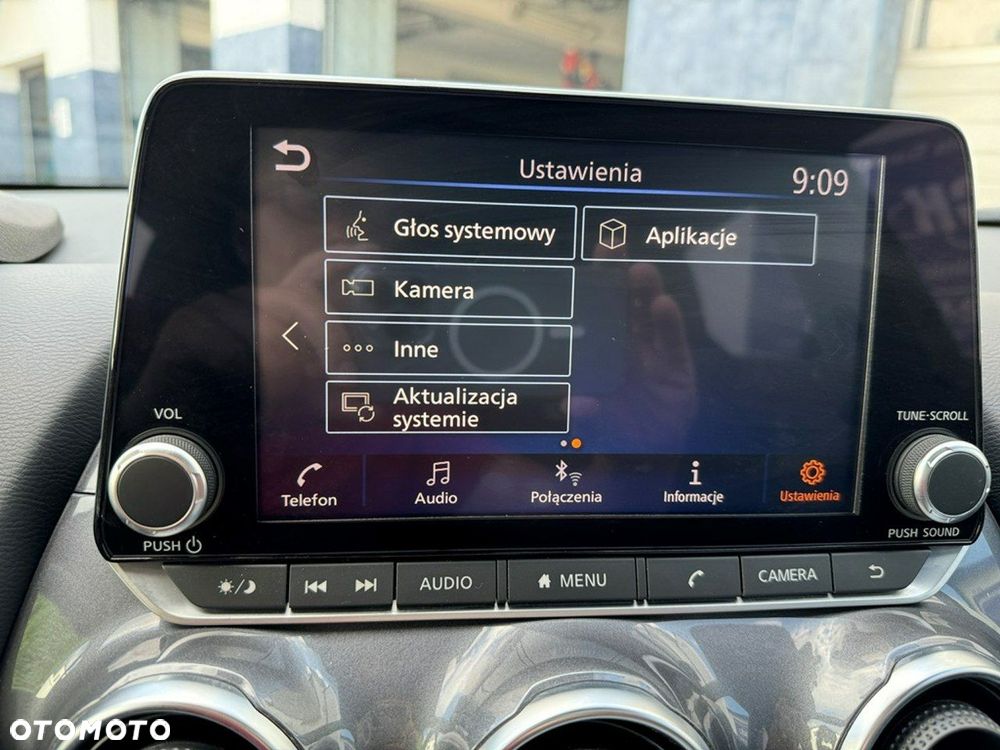 Ustawienia
9:09
Głos systemowy
Aplikacje
Kamera
Inne
Aktualizacja
systemie
Telefon
Audio
Połączenia
Informacje
Ustawienia
VOL
PUSH
TUNE·SCROLL
PUSH SOUND
AUDIO
MENU
CAMERA
OTOMOTO